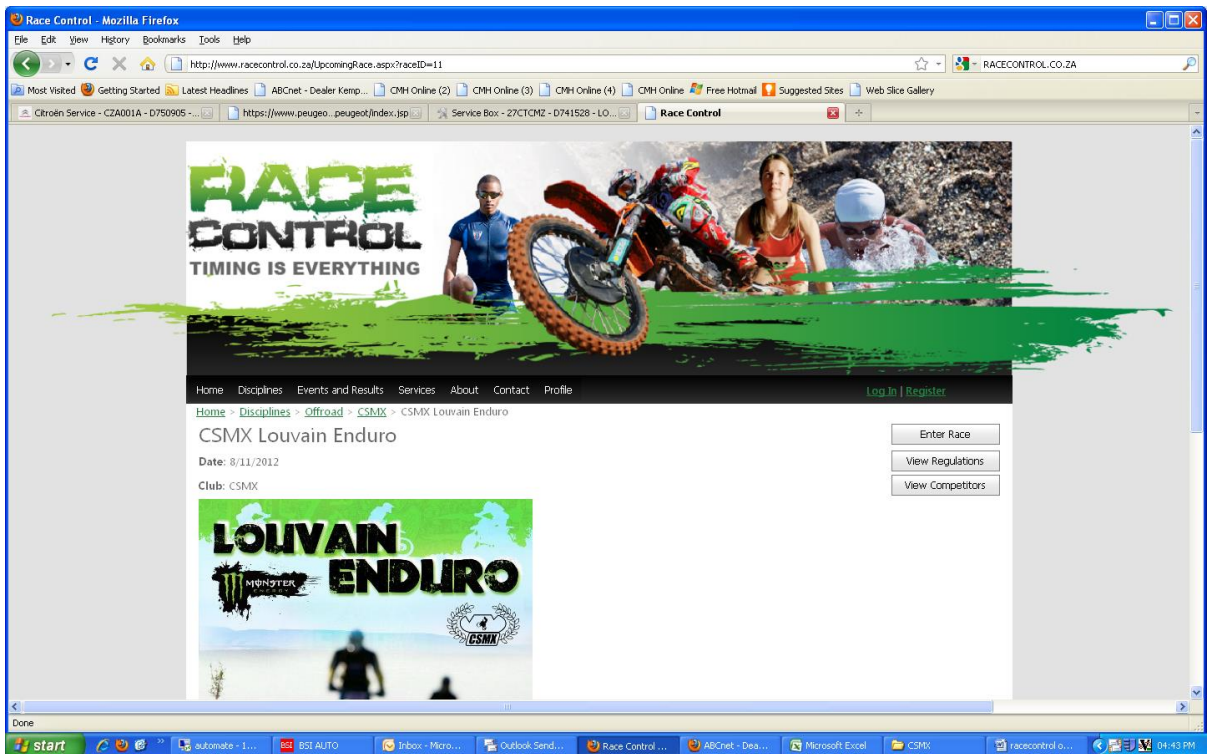 Race Control - Mozilla Firefox
File Edit View History Bookmarks Tools Help
http://www.racecontrol.co.za/UpcomingRace.aspx?raceID=11
RACECONTROL.CO.ZA
Most Visited Getting Started Latest Headlines ABCnet - Dealer Kemp... CMH Online (2) CMH Online (3) CMH Online (4) CMH Online Free Hotmail Suggested Sites Web Slice Gallery
Citroën Service - CZA001A - D750905 -... https://www.peugeo...peugeot/index.jsp Service Box - 27CTCMZ - D741528 - LO... Race Control
RACE
CONTROL
TIMING IS EVERYTHING
Home Disciplines Events and Results Services About Contact Profile Log In | Register
Home > Disciplines > Offroad > CSMX > CSMX Louvain Enduro
CSMX Louvain Enduro
Enter Race
Date: 8/11/2012
View Regulations
Club: CSMX
View Competitors
LOUVAIN
MONSTER
ENERGY
ENDURO
CSMX
Done
start automate - 1... BSI BSI AUTO Inbox - Micro... Outlook Send... Race Control ... ABCnet - Dea... Microsoft Excel CSMX racecontrol o... 04:43 PM